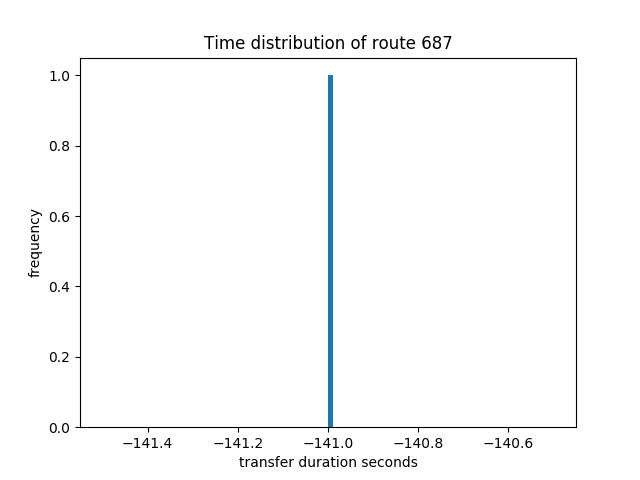 Time distribution of route 687
1.0
0.8
0.6
0.4
0.2
0.0
frequency
−141.4 −141.2 −141.0 −140.8 −140.6
transfer duration seconds